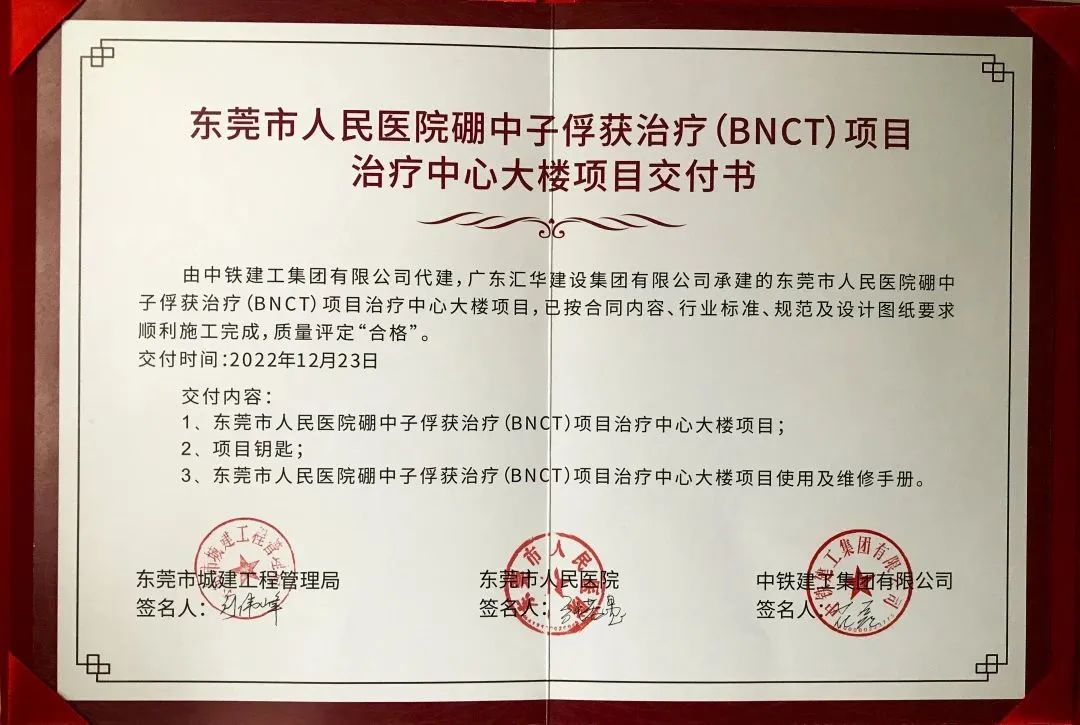 东莞市人民医院硼中子俘获治疗(BNCT)项目
治疗中心大楼项目交付书
由中铁建工集团有限公司代建,广东汇华建设集团有限公司承建的东莞市人民医院硼中
子俘获治疗(BNCT)项目治疗中心大楼项目,已按合同内容、行业标准、规范及设计图纸要求
顺利施工完成,质量评定“合格”。
交付时间:2022年12月23日
交付内容:
1、东莞市人民医院硼中子俘获治疗(BNCT)项目治疗中心大楼项目;
2、项目钥匙;
3、东莞市人民医院硼中子俘获治疗(BNCT)项目治疗中心大楼项目使用及维修手册。
东莞市城建工程管理局
签名人:
东莞市人民医院
签名人:
中铁建工集团有限公司
签名人: